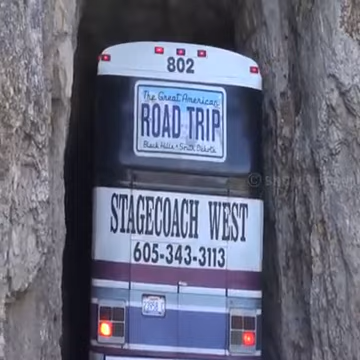 802
The Great American
ROAD TRIP
Black Hills • South Dakota
STAGECOACH WEST
605-343-3113